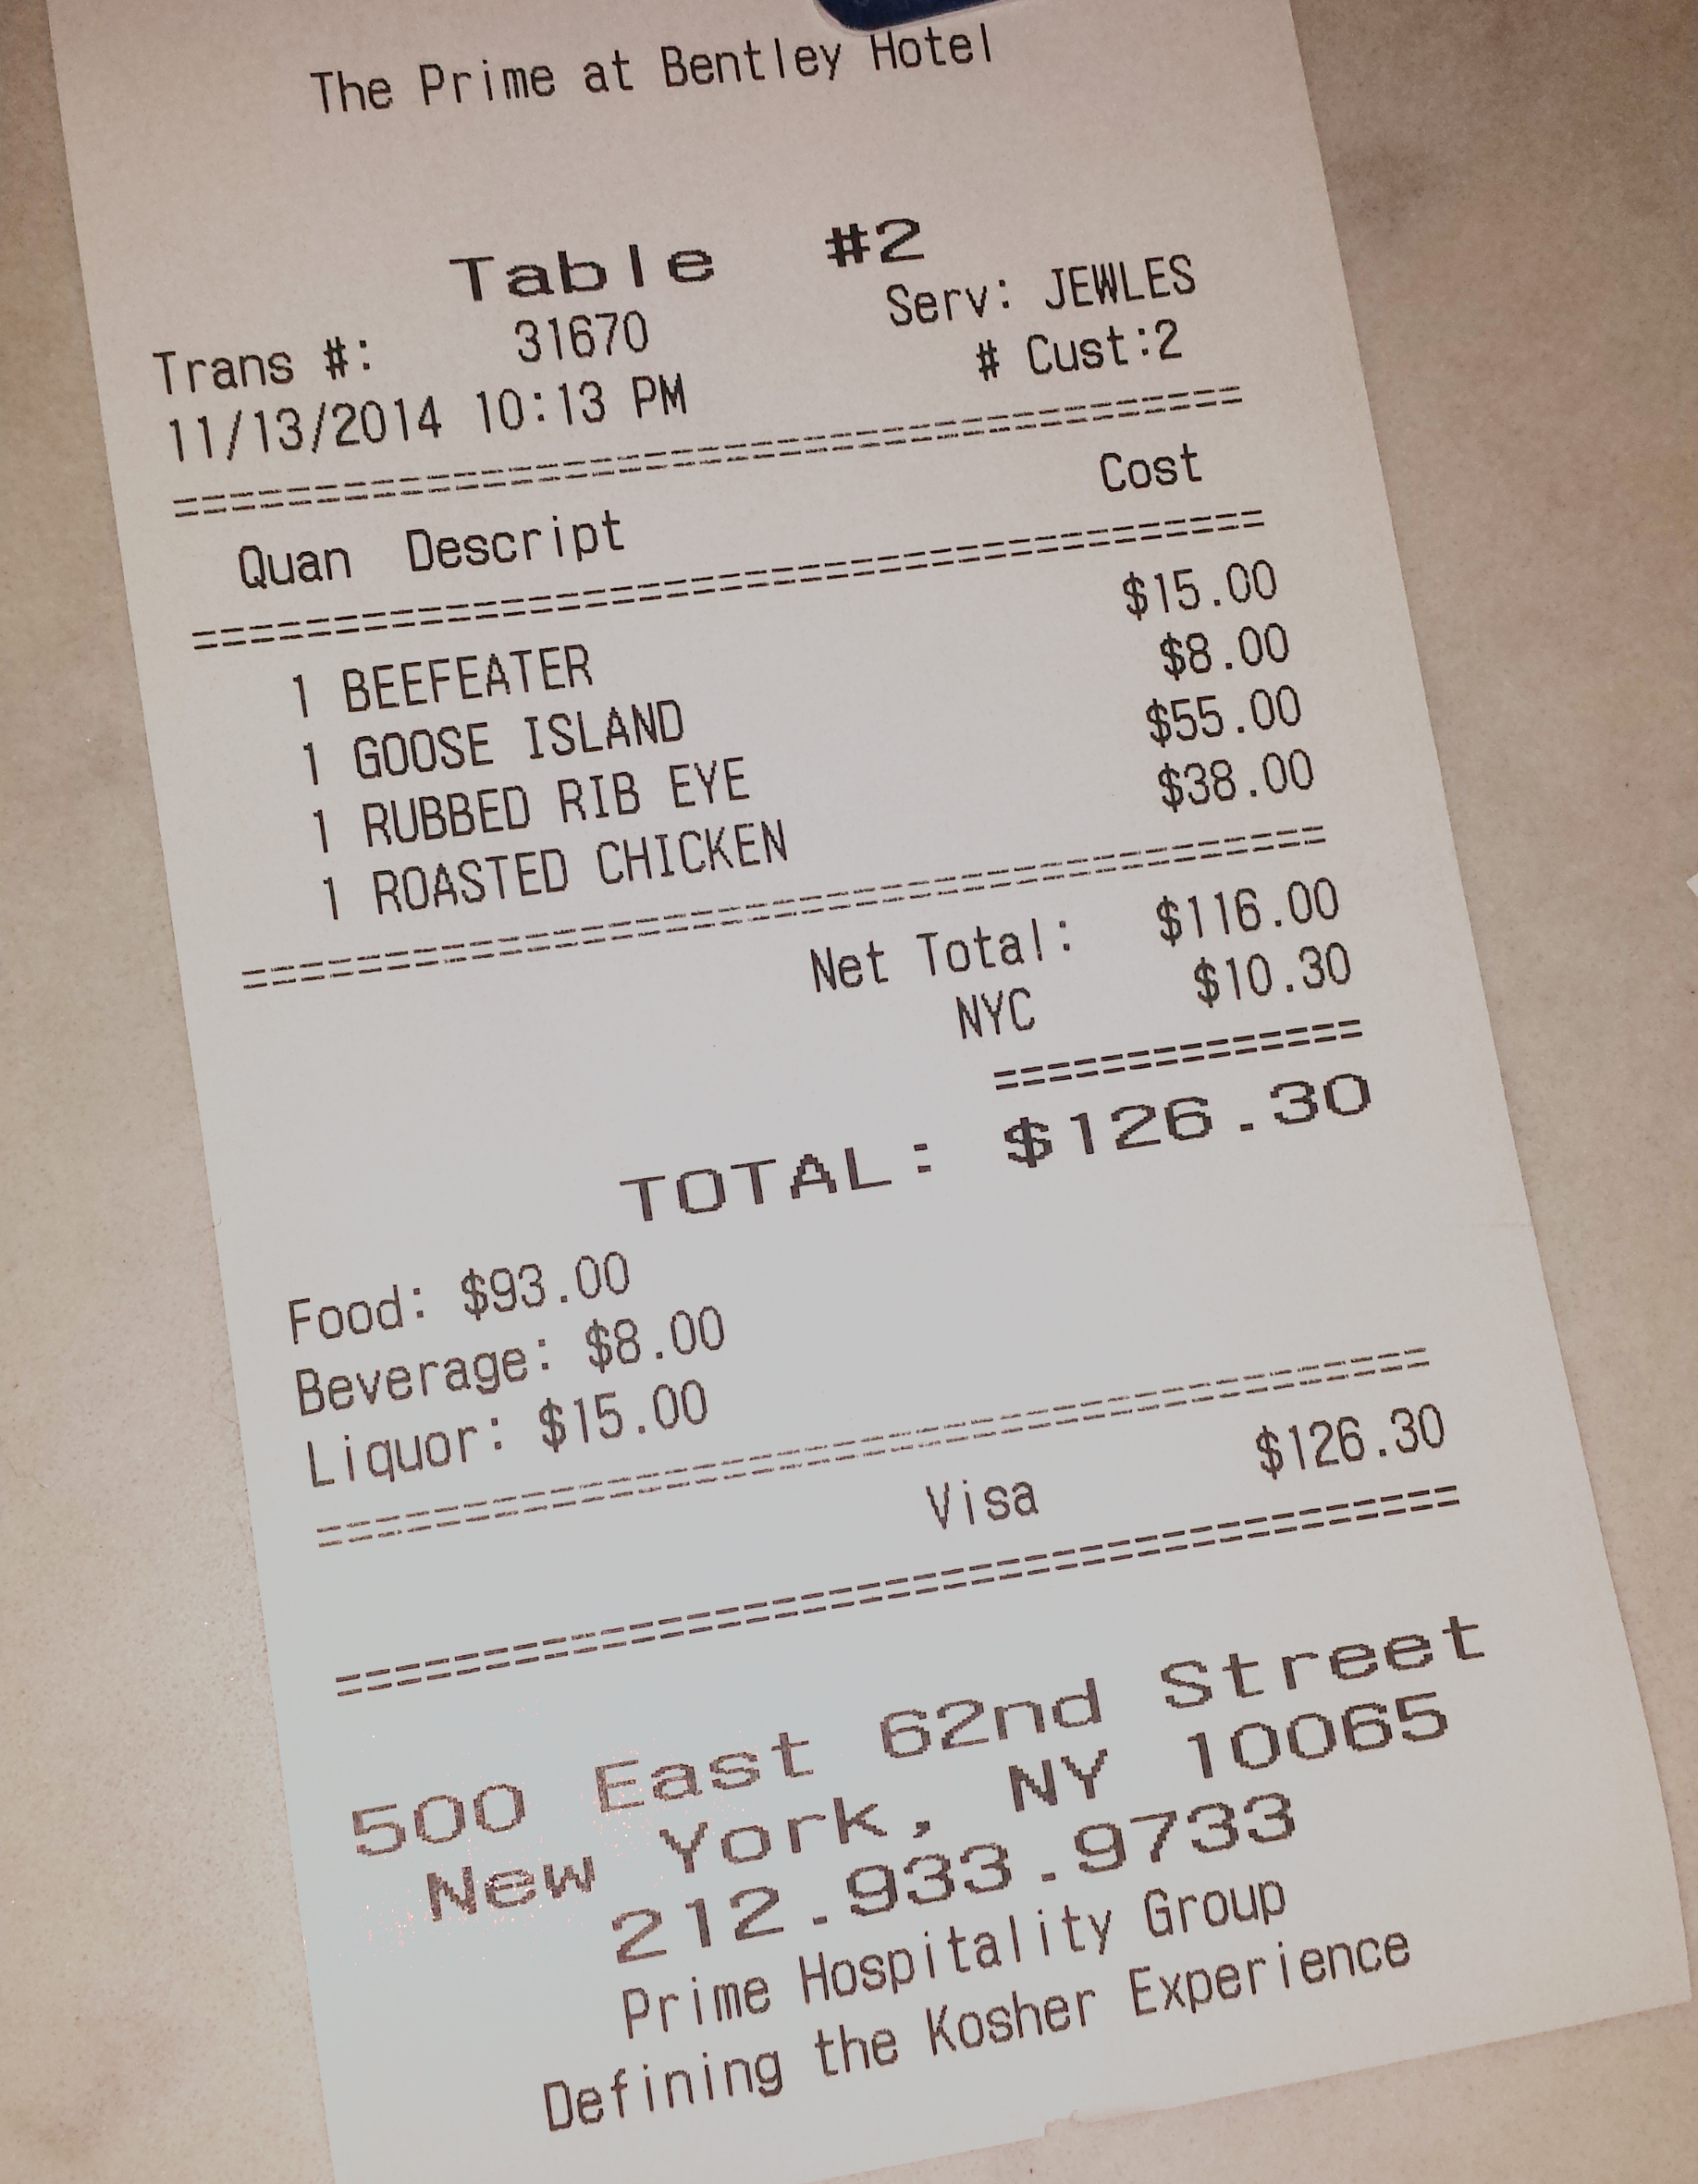 The Prime at Bentley Hotel
Table #2
Trans #: 31670 Serv: JEWLES
11/13/2014 10:13 PM # Cust:2
==========================================
Quan Descript Cost
==========================================
1 BEEFEATER $15.00
1 GOOSE ISLAND $8.00
1 RUBBED RIB EYE $55.00
1 ROASTED CHICKEN $38.00
==========================================
Net Total: $116.00
NYC $10.30
==============
TOTAL: $126.30
Food: $93.00
Beverage: $8.00
Liquor: $15.00
==========================================
Visa $126.30
==========================================
500 East 62nd Street
New York, NY 10065
212.933.9733
Prime Hospitality Group
Defining the Kosher Experience